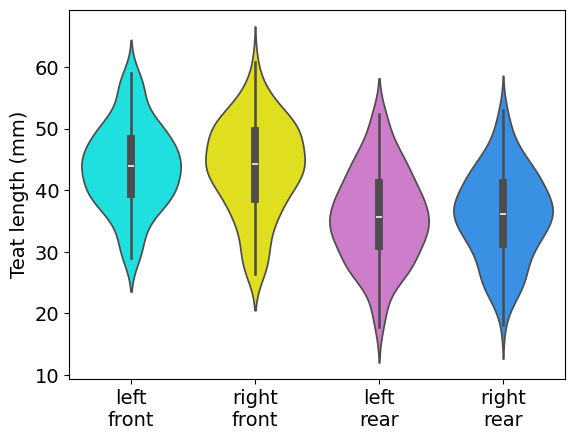 Teat length (mm)
60
50
40
30
20
10
left
front
right
front
left
rear
right
rear